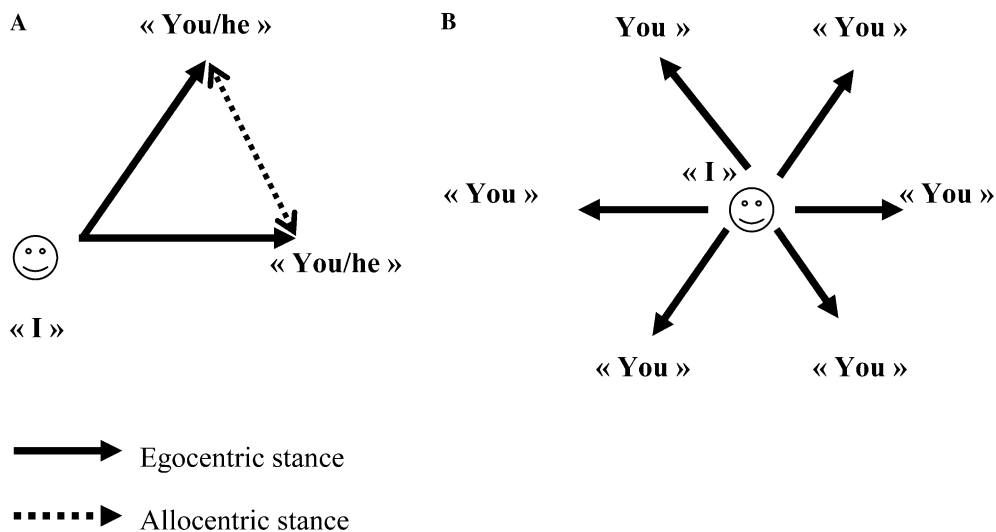 A
« You/he »
« You/he »
« I »
B
You »
« You »
« I »
« You »
« You »
« You »
« You »
Egocentric stance
Allocentric stance